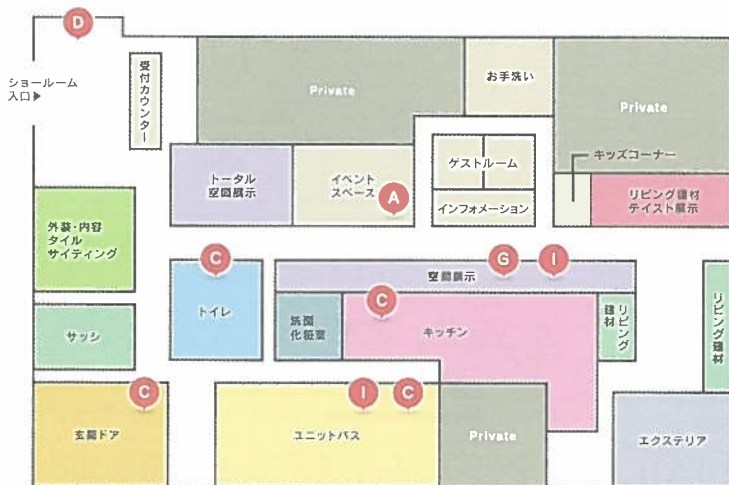 D
ショールーム
入口▶
受付カウンター
Private
お手洗い
Private
キッズコーナー
ゲストルーム
インフォメーション
トータル
空間展示
イベント
スペース
A
リビング建材
テイスト展示
外装・内容
タイル
サイティング
C
トイレ
G
I
空間展示
C
洗面
化粧室
キッチン
リビング
建材
リビング建材
サッシ
C
玄関ドア
I
C
ユニットバス
Private
エクステリア